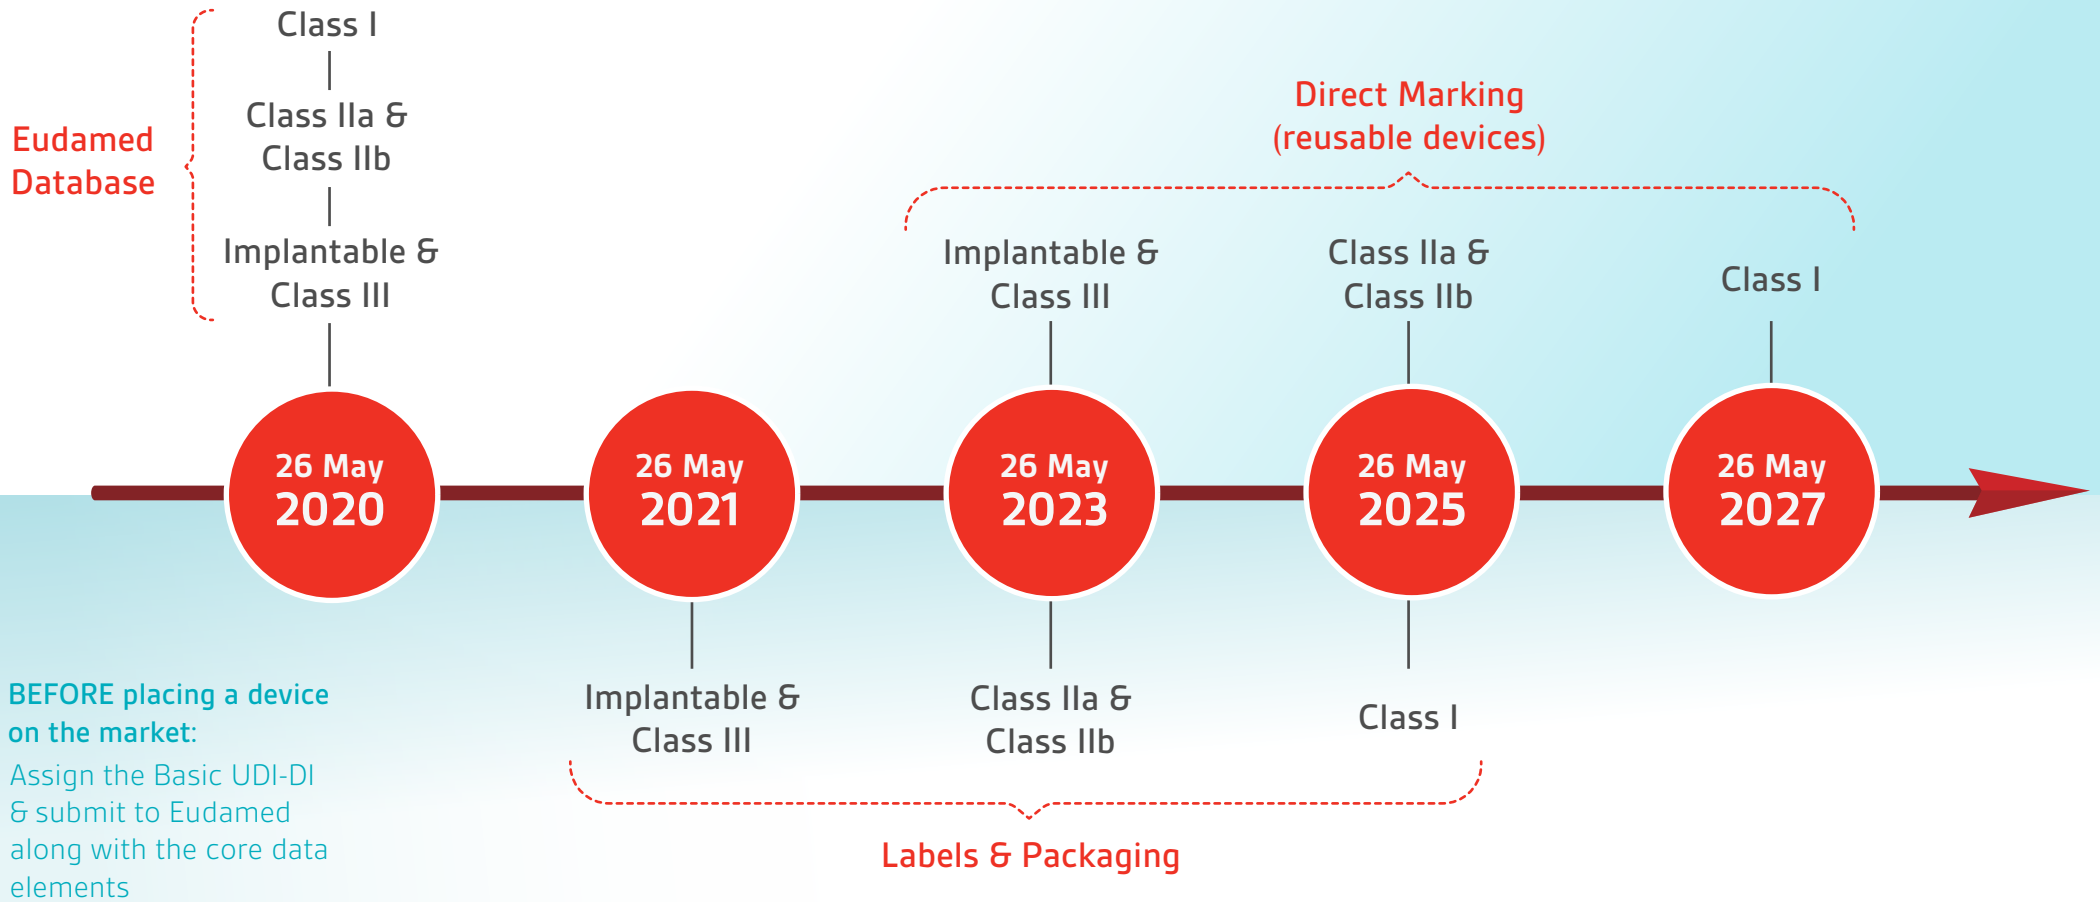 Eudamed
Database
Class I
Class IIa &
Class IIb
Implantable &
Class III
Direct Marking
(reusable devices)
Implantable &
Class III
Class IIa &
Class IIb
Class I
26 May
2020
26 May
2021
26 May
2023
26 May
2025
26 May
2027
Implantable &
Class III
Class IIa &
Class IIb
Class I
Labels & Packaging
BEFORE placing a device
on the market:
Assign the Basic UDI-DI
& submit to Eudamed
along with the core data
elements